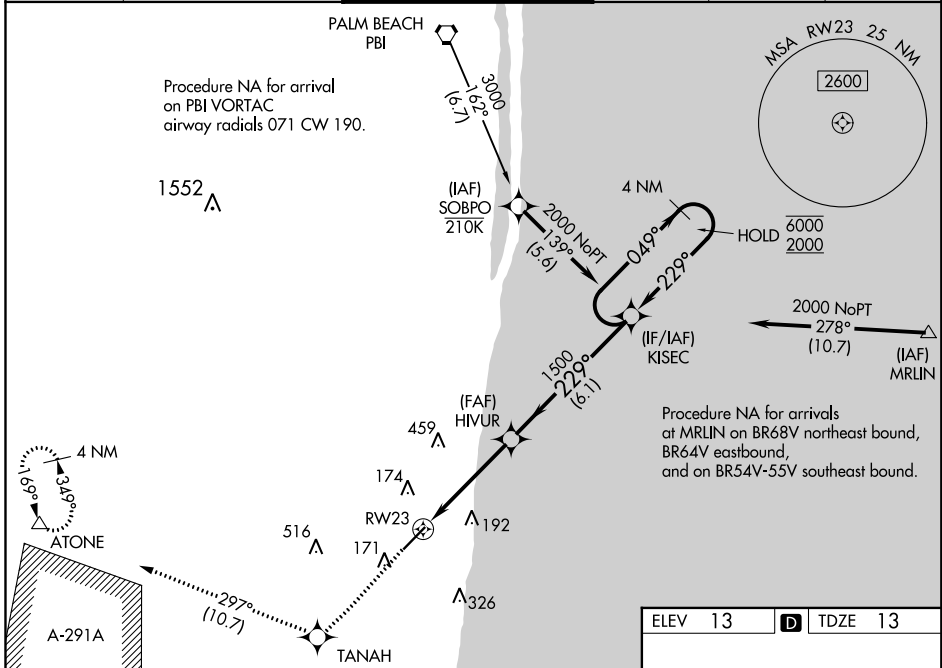 PALM BEACH
PBI
Procedure NA for arrival
on PBI VORTAC
airway radials 071 CW 190.
3000
162°
(6.7)
MSA RW23 25 NM
2600
1552
(IAF)
SOBPO
210K
2000 NoPT
139°
(5.6)
4 NM
049°
229°
HOLD
6000
2000
2000 NoPT
278°
(10.7)
(IAF)
MRLIN
(IF/IAF)
KISEC
1500
229°
(6.1)
(FAF)
HIVUR
Procedure NA for arrivals
at MRLIN on BR68V northeast bound,
BR64V eastbound,
and on BR54V-55V southeast bound.
459
174
RW23
192
516
171
326
4 NM
169°
349°
ATONE
A-291A
297°
(10.7)
TANAH
ELEV 13 D TDZE 13